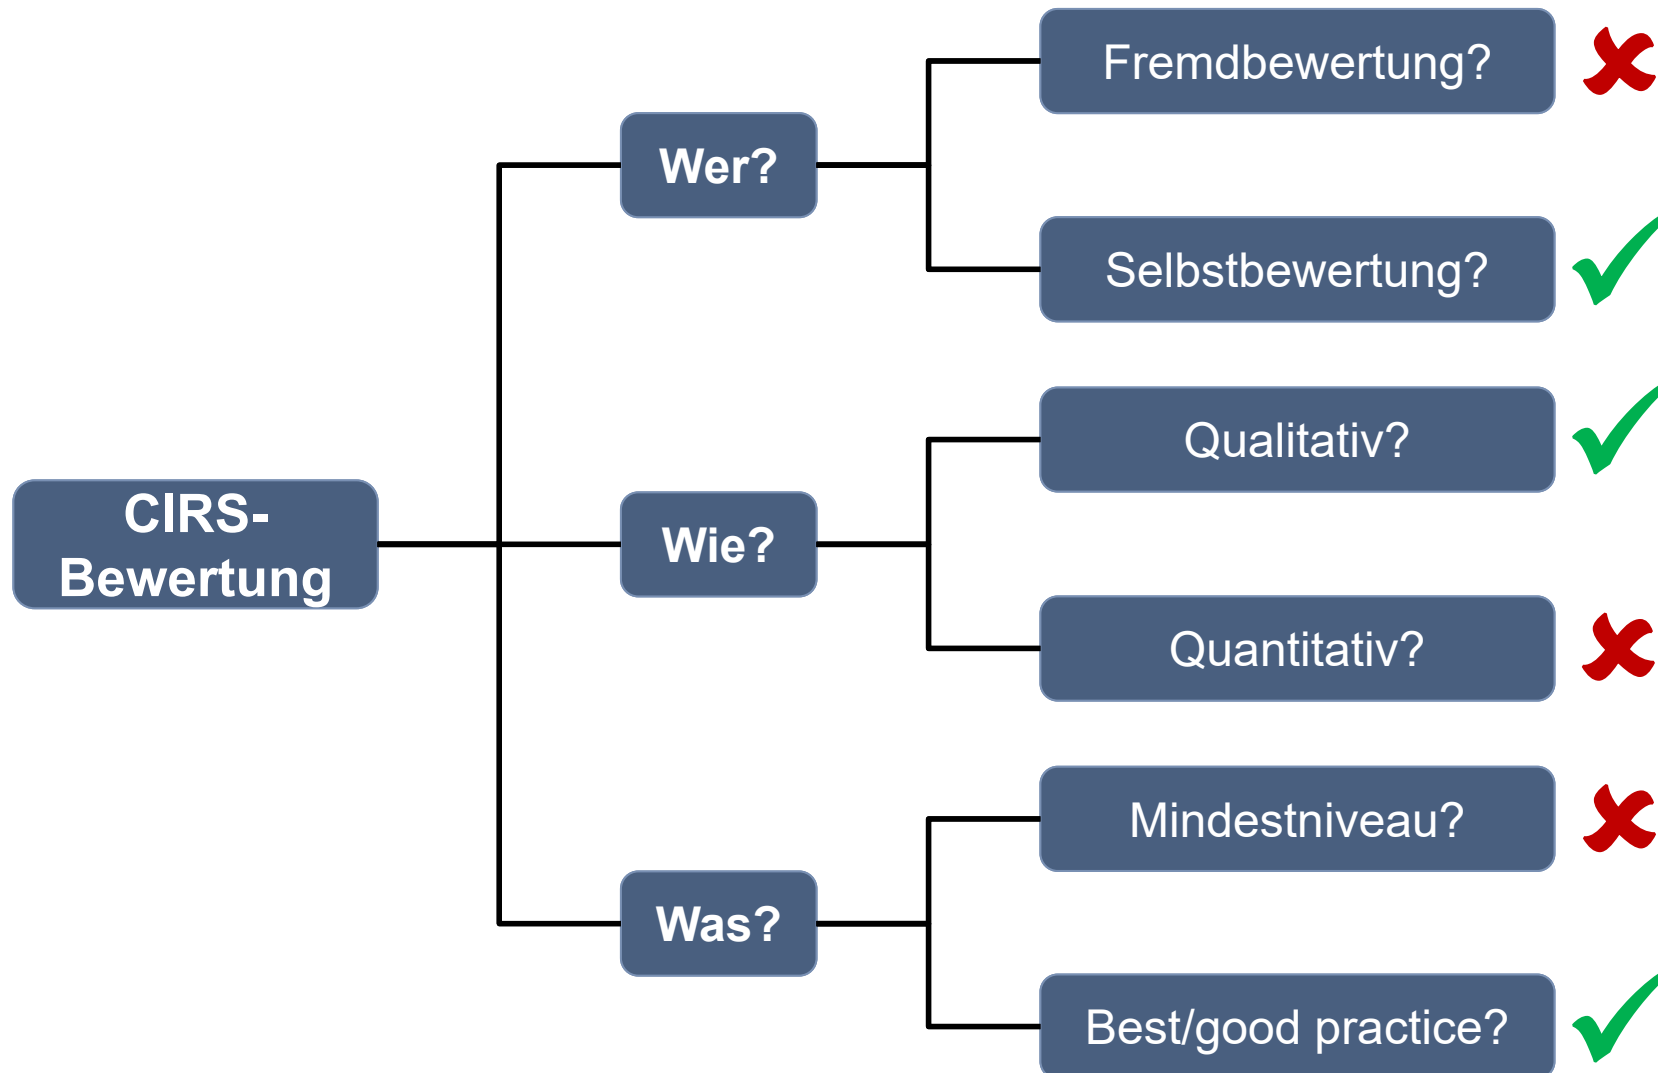 Fremdbewertung?
Wer?
Selbstbewertung?
Qualitativ?
CIRS-
Bewertung
Wie?
Quantitativ?
Mindestniveau?
Was?
Best/good practice?